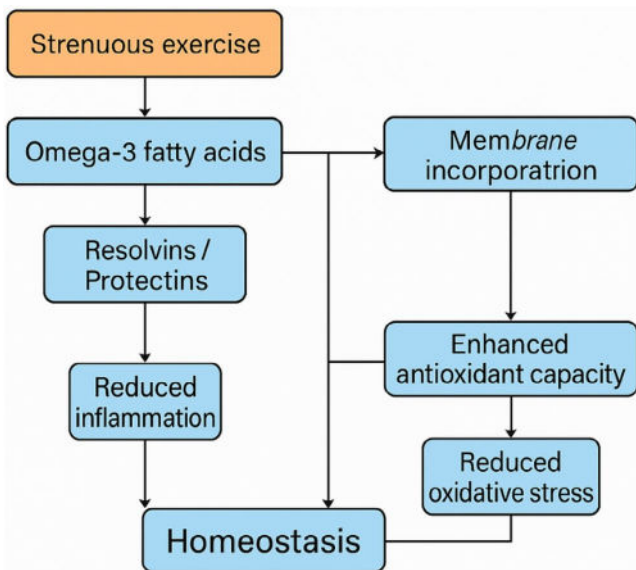 Strenuous exercise
Omega-3 fatty acids
Membrane
incorporatrion
Resolvins /
Protectins
Enhanced
antioxidant capacity
Reduced
inflammation
Reduced
oxidative stress
Homeostasis